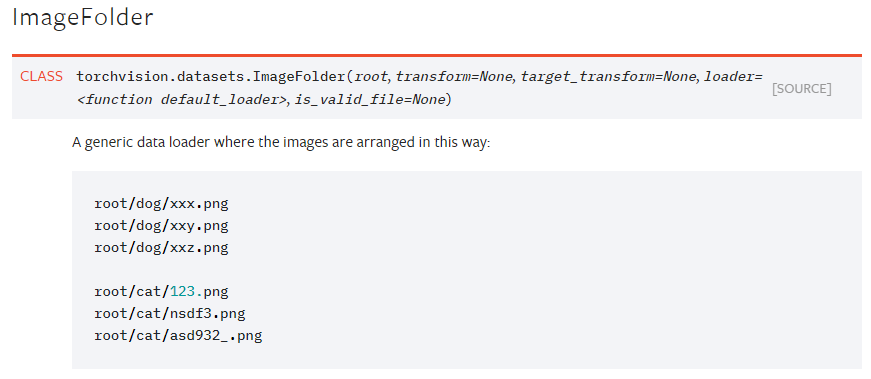 ImageFolder
CLASS torchvision.datasets.ImageFolder(root, transform=None, target_transform=None, loader=
<function default_loader>, is_valid_file=None)
[SOURCE]
A generic data loader where the images are arranged in this way:
root/dog/xxx.png
root/dog/xxy.png
root/dog/xxz.png
root/cat/123.png
root/cat/nsdf3.png
root/cat/asd932_.png